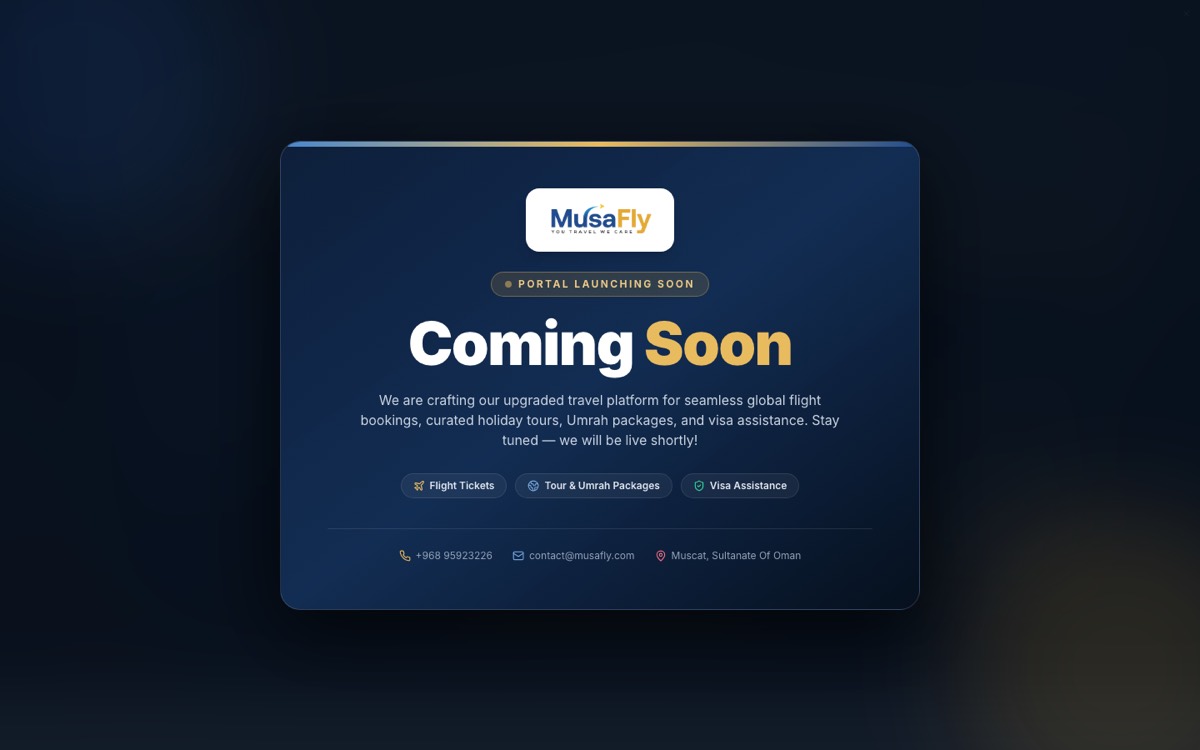 MusaFly
YOU TRAVEL WE CARE
PORTAL LAUNCHING SOON
Coming Soon
We are crafting our upgraded travel platform for seamless global flight
bookings, curated holiday tours, Umrah packages, and visa assistance. Stay
tuned — we will be live shortly!
Flight Tickets
Tour & Umrah Packages
Visa Assistance
+968 95923226
contact@musafly.com
Muscat, Sultanate Of Oman